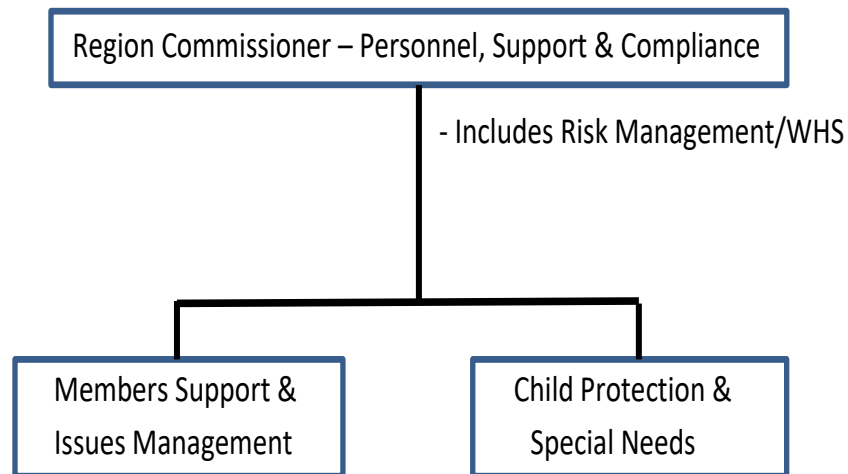 Region Commissioner – Personnel, Support & Compliance
- Includes Risk Management/WHS
Members Support &
Issues Management
Child Protection &
Special Needs